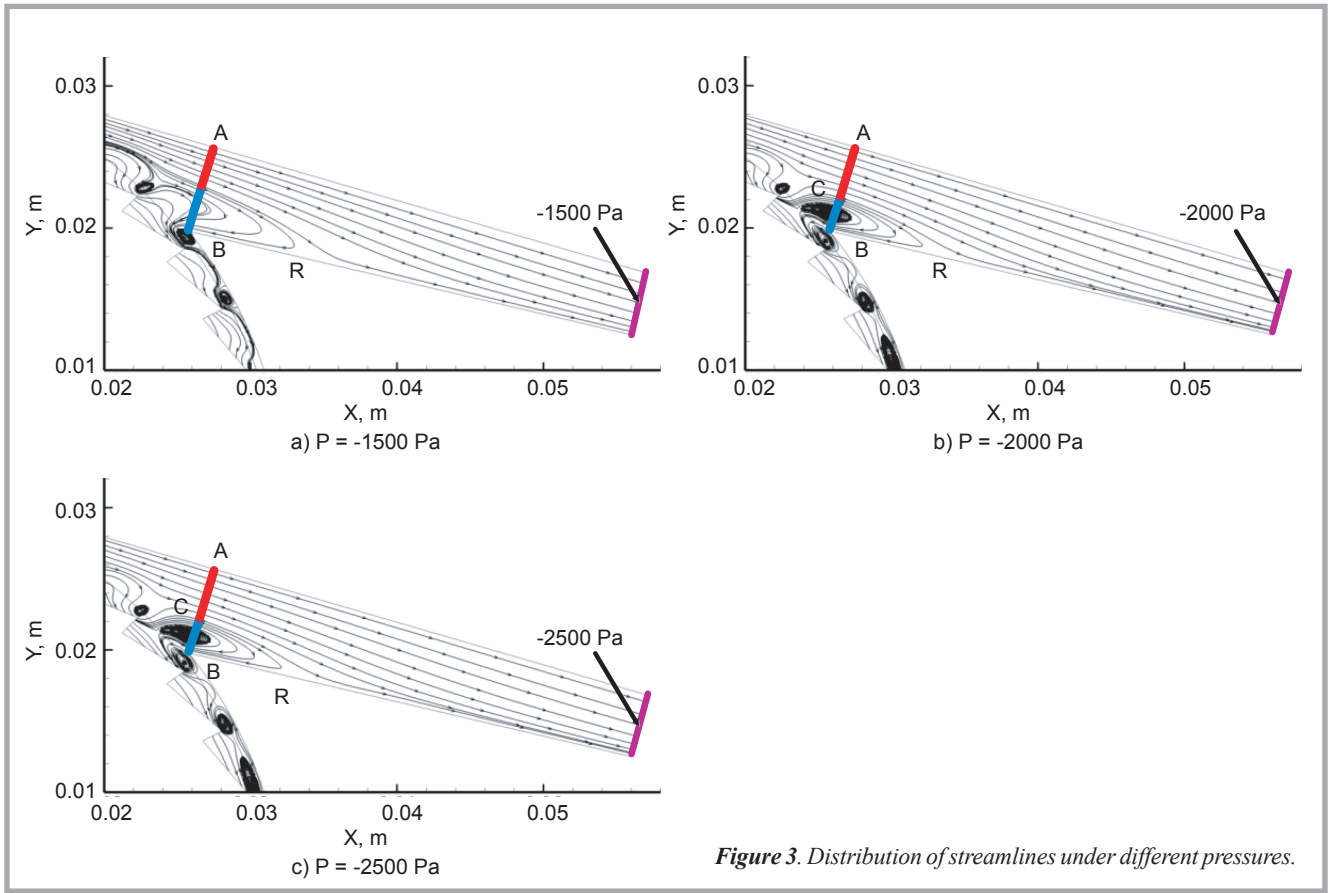 0.03
A
Y, m
-1500 Pa
0.02
B
R
0.01
0.02 0.03 0.04 0.05
X, m
a) P = -1500 Pa
0.03
A
Y, m
C
-2000 Pa
0.02
B
R
0.01
0.02 0.03 0.04 0.05
X, m
b) P = -2000 Pa
0.03
A
Y, m
C
-2500 Pa
0.02
B
R
0.01
0.02 0.03 0.04 0.05
X, m
c) P = -2500 Pa
Figure 3. Distribution of streamlines under different pressures.